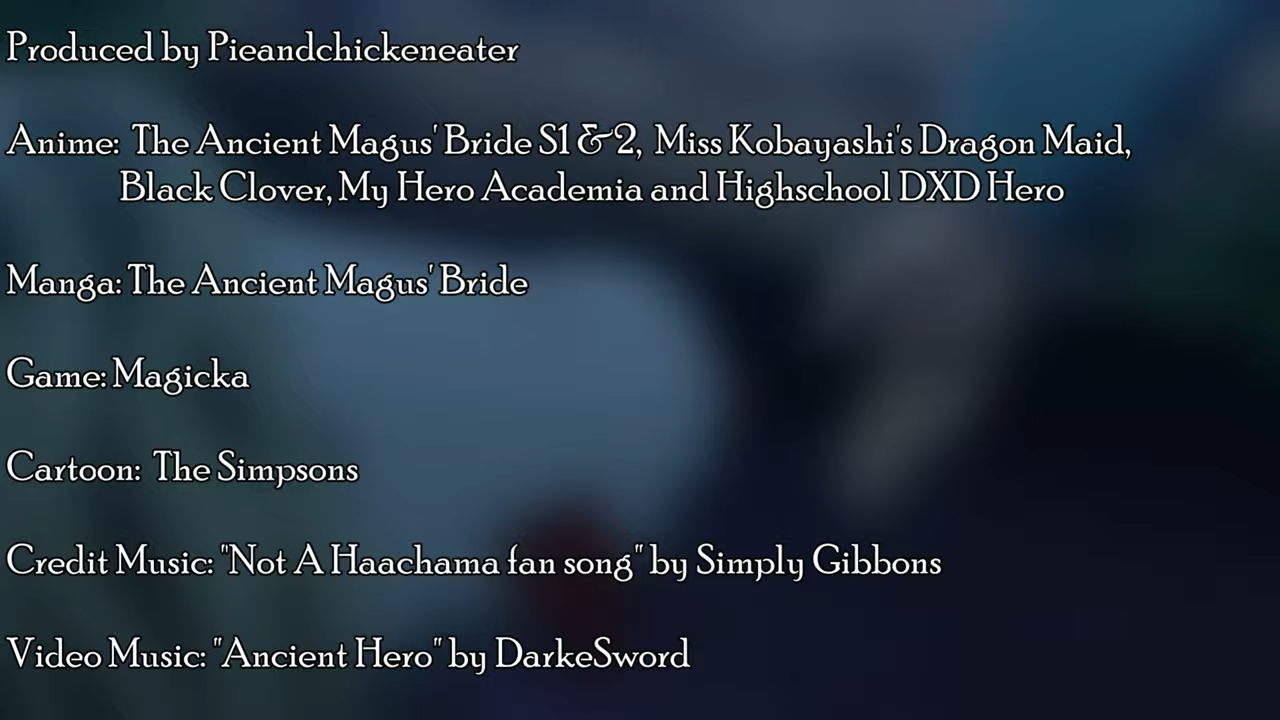 Produced by Pieandchickeneater
Anime: The Ancient Magus' Bride S1 & 2, Miss Kobayashi's Dragon Maid,
Black Clover, My Hero Academia and Highschool DXD Hero
Manga: The Ancient Magus' Bride
Game: Magicka
Cartoon: The Simpsons
Credit Music: "Not A Haachama fan song" by Simply Gibbons
Video Music: "Ancient Hero" by DarkeSword